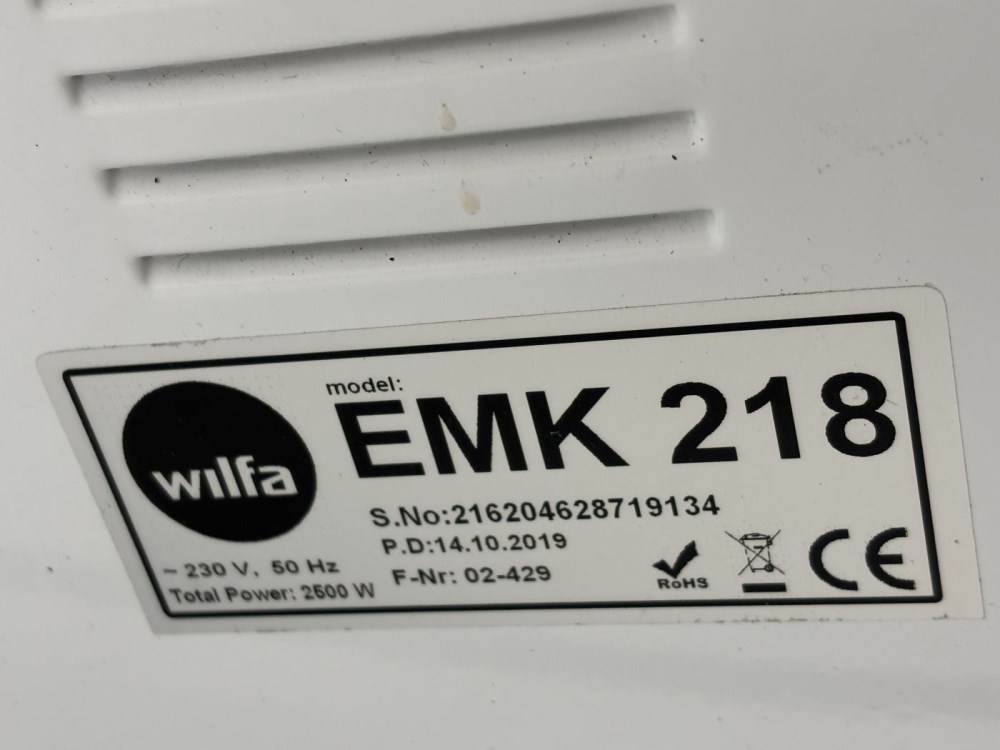 wilfa
model:
EMK 218
S.No:216204628719134
P.D:14.10.2019
F-Nr: 02-429
~ 230 V, 50 Hz
Total Power: 2500 W
RoHS
CE